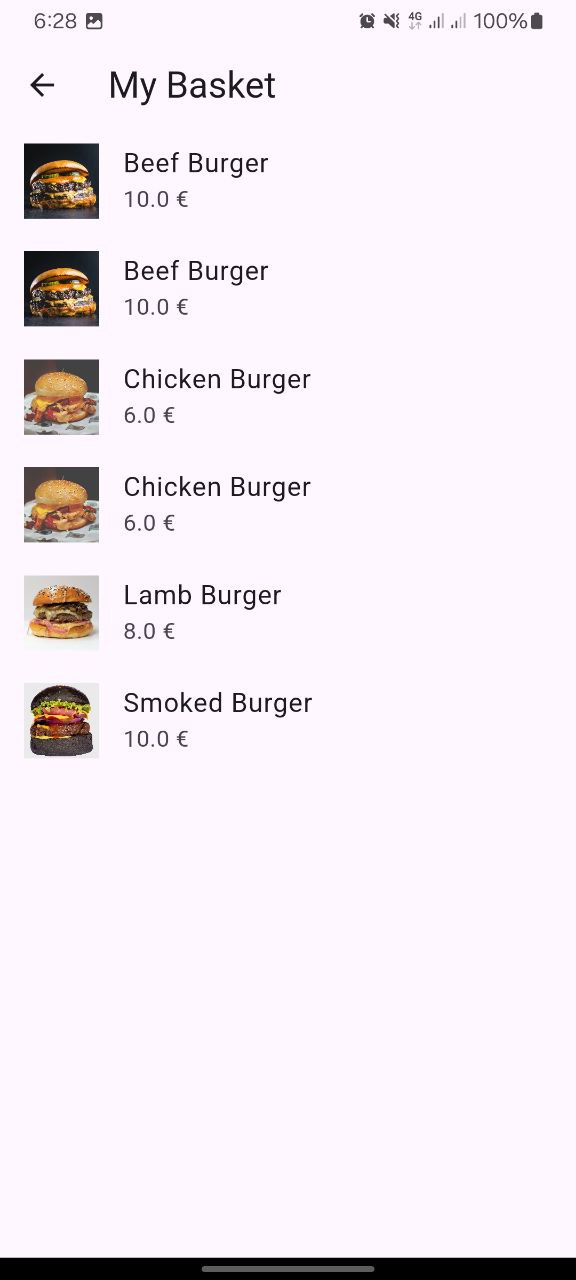 6:28
4G
100%
My Basket
Beef Burger
10.0 €
Beef Burger
10.0 €
Chicken Burger
6.0 €
Chicken Burger
6.0 €
Lamb Burger
8.0 €
Smoked Burger
10.0 €